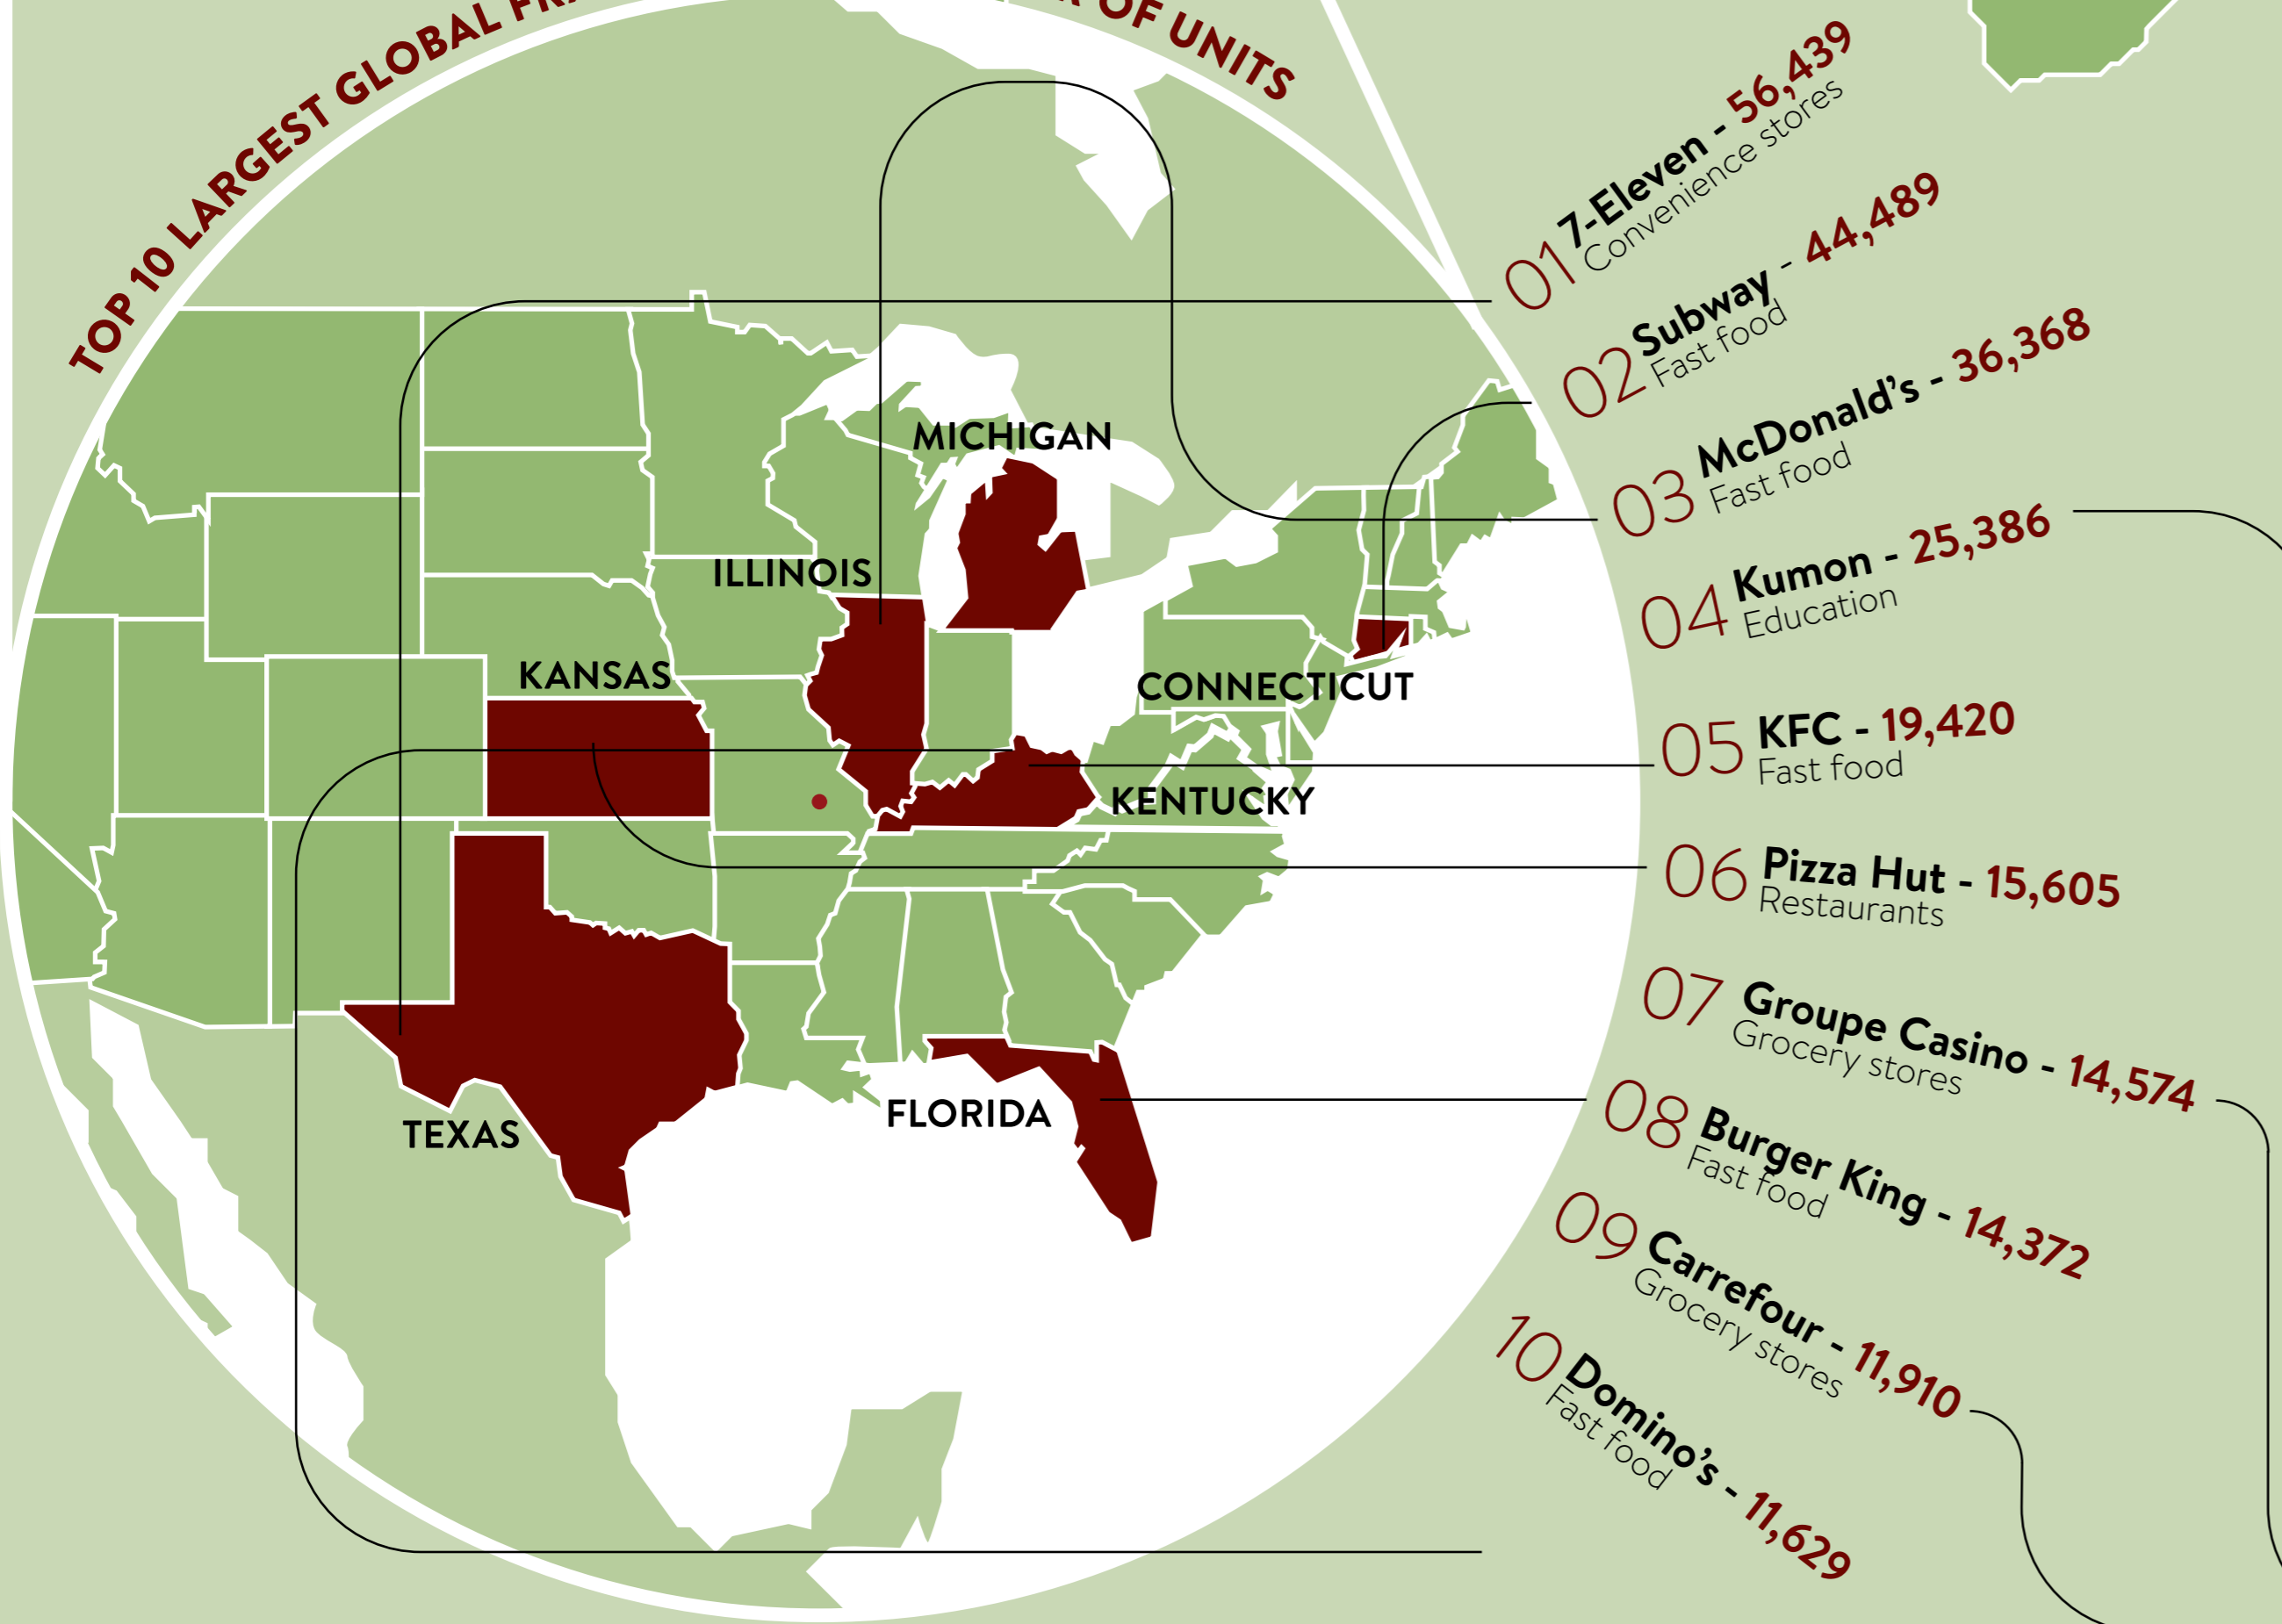 TOP 10 LARGEST GLOBAL
OF UNITS
MICHIGAN
ILLINOIS
KANSAS
CONNECTICUT
KENTUCKY
TEXAS
FLORIDA
01 7-Eleven - 56,439
Convenience stores
02 Subway - 44,489
Fast food
03 McDonald's - 36,368
Fast food
04 Kumon - 25,386
Education
05 KFC - 19,420
Fast food
06 Pizza Hut - 15,605
Restaurants
07 Groupe Casino - 14,574
Grocery stores
08 Burger King - 14,372
Fast food
09 Carrefour - 11,910
Grocery stores
10 Domino's - 11,629
Fast food